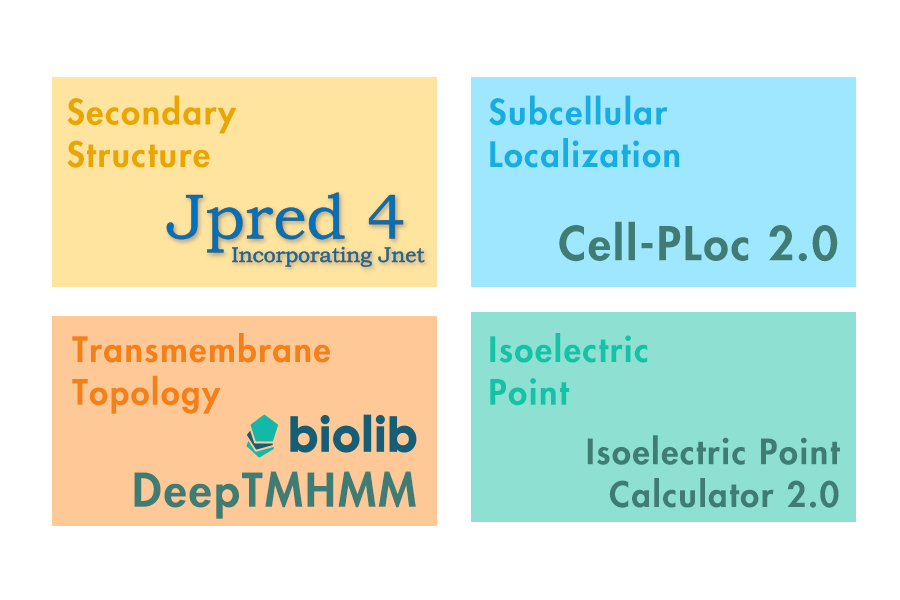 Secondary
Structure
Jpred 4
Incorporating Jnet
Subcellular
Localization
Cell-PLoc 2.0
Transmembrane
Topology
biolib
DeepTMHMM
Isoelectric
Point
Isoelectric Point
Calculator 2.0